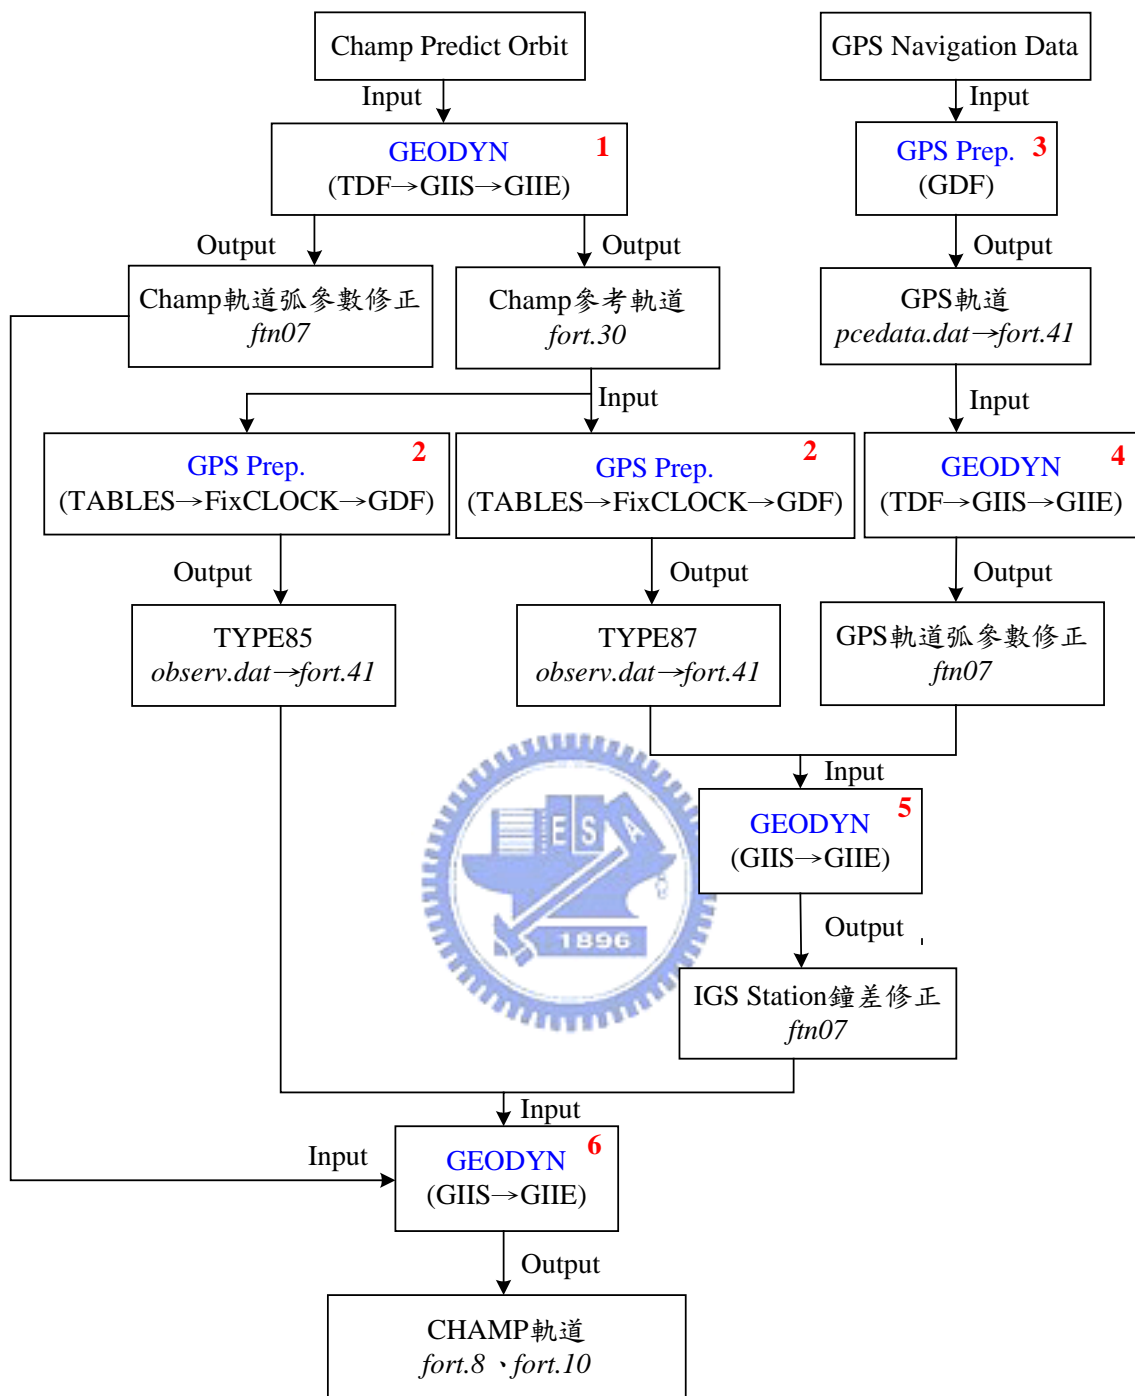 Champ Predict Orbit
GPS Navigation Data
Input
Input
GEODYN 1
(TDF→GIIS→GIIE)
GPS Prep. 3
(GDF)
Output
Output
Output
Champ軌道弧參數修正
ftn07
Champ參考軌道
fort.30
GPS軌道
pcedata.dat→fort.41
Input
Input
GPS Prep. 2
(TABLES→FixCLOCK→GDF)
GPS Prep. 2
(TABLES→FixCLOCK→GDF)
GEODYN 4
(TDF→GIIS→GIIE)
Output
Output
Output
TYPE85
observ.dat→fort.41
TYPE87
observ.dat→fort.41
GPS軌道弧參數修正
ftn07
Input
GEODYN 5
(GIIS→GIIE)
E S A
1896
Output
IGS Station鐘差修正
ftn07
Input
Input
GEODYN 6
(GIIS→GIIE)
Output
CHAMP軌道
fort.8、fort.10